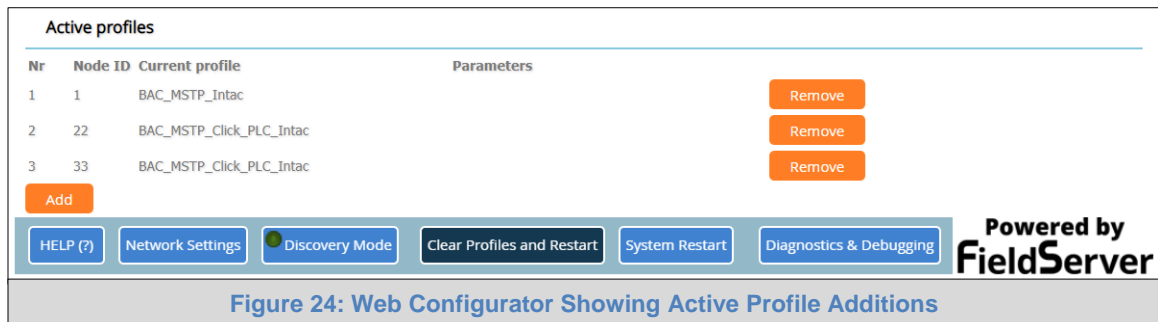 Active profiles
Nr Node ID Current profile Parameters
1 1 BAC_MSTP_Intac Remove
2 22 BAC_MSTP_Click_PLC_Intac Remove
3 33 BAC_MSTP_Click_PLC_Intac Remove
Add
HELP (?) Network Settings Discovery Mode Clear Profiles and Restart System Restart Diagnostics & Debugging
Powered by
FieldServer
Figure 24: Web Configurator Showing Active Profile Additions